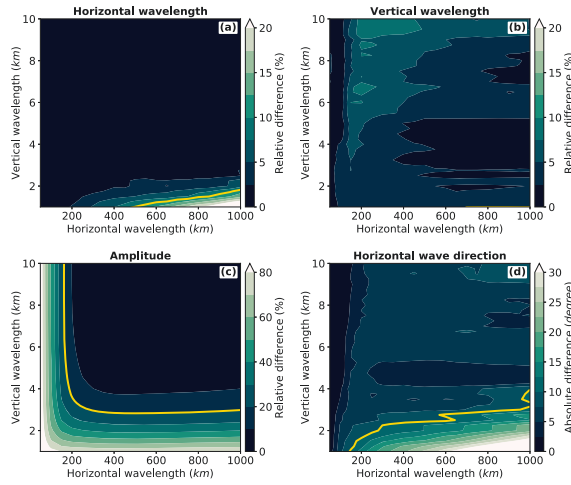 Horizontal wavelength
(a)
10
8
6
4
2
Vertical wavelength (km)
200 400 600 800 1000
Horizontal wavelength (km)
20
15
10
5
0
Relative difference (%)
Vertical wavelength
(b)
10
8
6
4
2
Vertical wavelength (km)
200 400 600 800 1000
Horizontal wavelength (km)
20
15
10
5
0
Relative difference (%)
Amplitude
(c)
10
8
6
4
2
Vertical wavelength (km)
200 400 600 800 1000
Horizontal wavelength (km)
80
60
40
20
0
Relative difference (%)
Horizontal wave direction
(d)
10
8
6
4
2
Vertical wavelength (km)
200 400 600 800 1000
Horizontal wavelength (km)
30
25
20
15
10
5
0
Absolute difference (degree)